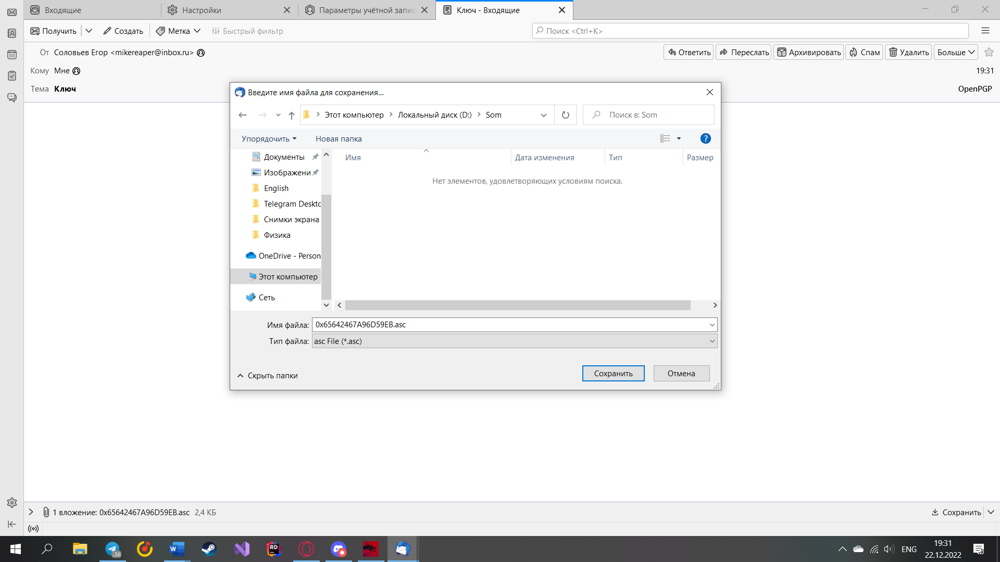 Входящие
Настройки
Параметры учётной запис
Ключ - Входящие
Получить
Создать
Метка
Быстрый фильтр
Поиск <Ctrl+K>
От Соловьев Егор <mikereaper@inbox.ru>
Ответить
Переслать
Архивировать
Спам
Удалить
Больше
Кому Мне
19:31
Тема Ключ
OpenPGP
Введите имя файла для сохранения...
Этот компьютер
Локальный диск (D:)
Som
Поиск в: Som
Упорядочить
Новая папка
?
Документы
Изображени
English
Telegram Deskto
Снимки экрана
Физика
OneDrive - Person
Этот компьютер
Сеть
Имя
Дата изменения
Тип
Размер
Нет элементов, удовлетворяющих условиям поиска.
Имя файла: 0x65642467A96D59EB.asc
Тип файла: asc File (*.asc)
Скрыть папки
Сохранить
Отмена
1 вложение: 0x65642467A96D59EB.asc 2,4 КБ
Сохранить
..56
W
RD
ENG
19:31
22.12.2022